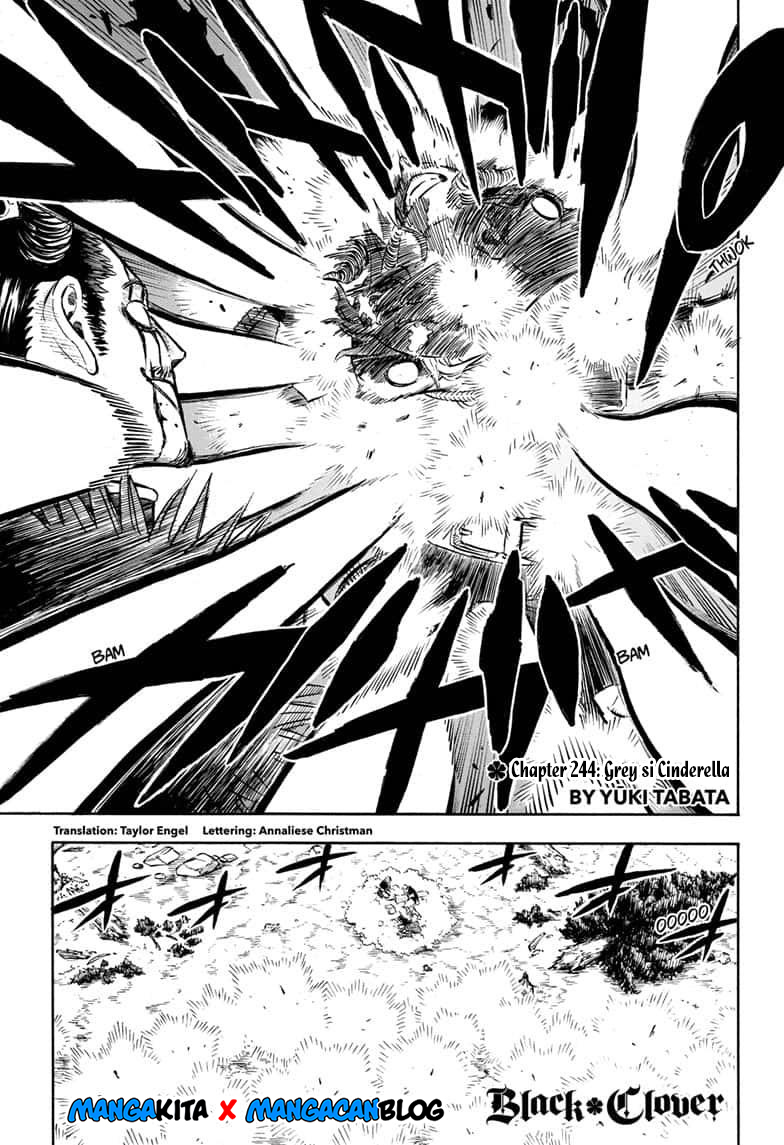 THWOK
BAM
BAM
Chapter 244: Grey si Cinderella
BY YUKI TABATA
Translation: Taylor Engel Lettering: Annaliese Christman
OOOOO
MANGAKITA X MANGACANBLOG
Black Clover